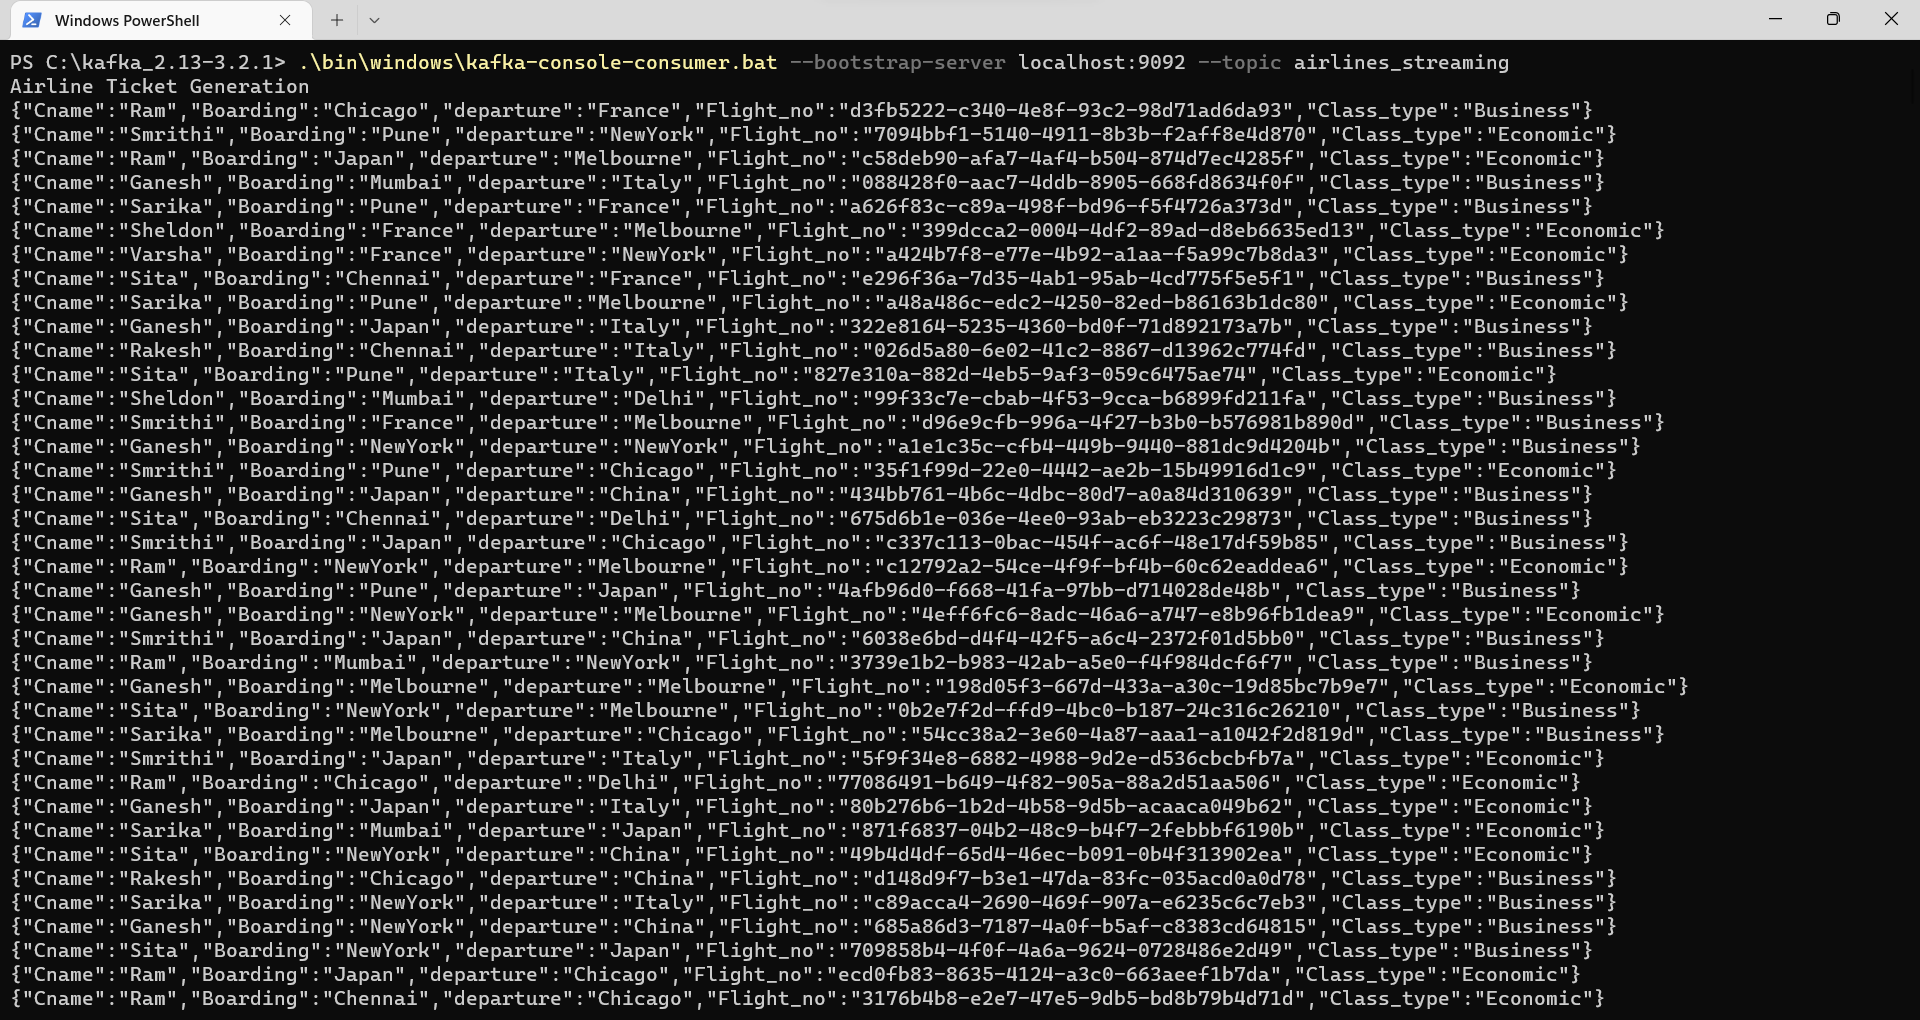 Windows PowerShell
PS C:\kafka_2.13-3.2.1> .\bin\windows\kafka-console-consumer.bat --bootstrap-server localhost:9092 --topic airlines_streaming
Airline Ticket Generation
{"Cname":"Ram","Boarding":"Chicago","departure":"France","Flight_no":"d3fb5222-c340-4e8f-93c2-98d71ad6da93","Class_type":"Business"}
{"Cname":"Smrithi","Boarding":"Pune","departure":"NewYork","Flight_no":"7094bbf1-5140-4911-8b3b-f2aff8e4d870","Class_type":"Economic"}
{"Cname":"Ram","Boarding":"Japan","departure":"Melbourne","Flight_no":"c58deb90-afa7-4af4-b504-874d7ec4285f","Class_type":"Economic"}
{"Cname":"Ganesh","Boarding":"Mumbai","departure":"Italy","Flight_no":"088428f0-aac7-4ddb-8905-668fd8634f0f","Class_type":"Business"}
{"Cname":"Sarika","Boarding":"Pune","departure":"France","Flight_no":"a626f83c-c89a-498f-bd96-f5f4726a373d","Class_type":"Business"}
{"Cname":"Sheldon","Boarding":"France","departure":"Melbourne","Flight_no":"399dcca2-0004-4df2-89ad-d8eb6635ed13","Class_type":"Economic"}
{"Cname":"Varsha","Boarding":"France","departure":"NewYork","Flight_no":"a424b7f8-e77e-4b92-a1aa-f5a99c7b8da3","Class_type":"Economic"}
{"Cname":"Sita","Boarding":"Chennai","departure":"France","Flight_no":"e296f36a-7d35-4ab1-95ab-4cd775f5e5f1","Class_type":"Business"}
{"Cname":"Sarika","Boarding":"Pune","departure":"Melbourne","Flight_no":"a48a486c-edc2-4250-82ed-b86163b1dc80","Class_type":"Economic"}
{"Cname":"Ganesh","Boarding":"Japan","departure":"Italy","Flight_no":"322e8164-5235-4360-bd0f-71d892173a7b","Class_type":"Business"}
{"Cname":"Rakesh","Boarding":"Chennai","departure":"Italy","Flight_no":"026d5a80-6e02-41c2-8867-d13962c774fd","Class_type":"Business"}
{"Cname":"Sita","Boarding":"Pune","departure":"Italy","Flight_no":"827e310a-882d-4eb5-9af3-059c6475ae74","Class_type":"Economic"}
{"Cname":"Sheldon","Boarding":"Mumbai","departure":"Delhi","Flight_no":"99f33c7e-cbab-4f53-9cca-b6899fd211fa","Class_type":"Business"}
{"Cname":"Smrithi","Boarding":"France","departure":"Melbourne","Flight_no":"d96e9cfb-996a-4f27-b3b0-b576981b890d","Class_type":"Business"}
{"Cname":"Ganesh","Boarding":"NewYork","departure":"NewYork","Flight_no":"a1e1c35c-cfb4-449b-9440-881dc9d4204b","Class_type":"Business"}
{"Cname":"Smrithi","Boarding":"Pune","departure":"Chicago","Flight_no":"35f1f99d-22e0-4442-ae2b-15b49916d1c9","Class_type":"Economic"}
{"Cname":"Ganesh","Boarding":"Japan","departure":"China","Flight_no":"434bb761-4b6c-4dbc-80d7-a0a84d310639","Class_type":"Business"}
{"Cname":"Sita","Boarding":"Chennai","departure":"Delhi","Flight_no":"675d6b1e-036e-4ee0-93ab-eb3223c29873","Class_type":"Business"}
{"Cname":"Smrithi","Boarding":"Japan","departure":"Chicago","Flight_no":"c337c113-0bac-454f-ac6f-48e17df59b85","Class_type":"Business"}
{"Cname":"Ram","Boarding":"NewYork","departure":"Melbourne","Flight_no":"c12792a2-54ce-4f9f-bf4b-60c62eaddea6","Class_type":"Economic"}
{"Cname":"Ganesh","Boarding":"Pune","departure":"Japan","Flight_no":"4afb96d0-f668-41fa-97bb-d714028de48b","Class_type":"Business"}
{"Cname":"Ganesh","Boarding":"NewYork","departure":"Melbourne","Flight_no":"4eff6fc6-8adc-46a6-a747-e8b96fb1dea9","Class_type":"Economic"}
{"Cname":"Smrithi","Boarding":"Japan","departure":"China","Flight_no":"6038e6bd-d4f4-42f5-a6c4-2372f01d5bb0","Class_type":"Business"}
{"Cname":"Ram","Boarding":"Mumbai","departure":"NewYork","Flight_no":"3739e1b2-b983-42ab-a5e0-f4f984dcf6f7","Class_type":"Business"}
{"Cname":"Ganesh","Boarding":"Melbourne","departure":"Melbourne","Flight_no":"198d05f3-667d-433a-a30c-19d85bc7b9e7","Class_type":"Economic"}
{"Cname":"Sita","Boarding":"NewYork","departure":"Melbourne","Flight_no":"0b2e7f2d-ffd9-4bc0-b187-24c316c26210","Class_type":"Business"}
{"Cname":"Sarika","Boarding":"Melbourne","departure":"Chicago","Flight_no":"54cc38a2-3e60-4a87-aaa1-a1042f2d819d","Class_type":"Business"}
{"Cname":"Smrithi","Boarding":"Japan","departure":"Italy","Flight_no":"5f9f34e8-6882-4988-9d2e-d536cbcbfb7a","Class_type":"Economic"}
{"Cname":"Ram","Boarding":"Chicago","departure":"Delhi","Flight_no":"77086491-b649-4f82-905a-88a2d51aa506","Class_type":"Economic"}
{"Cname":"Ganesh","Boarding":"Japan","departure":"Italy","Flight_no":"80b276b6-1b2d-4b58-9d5b-acaaca049b62","Class_type":"Economic"}
{"Cname":"Sarika","Boarding":"Mumbai","departure":"Japan","Flight_no":"871f6837-04b2-48c9-b4f7-2febbbf6190b","Class_type":"Economic"}
{"Cname":"Sita","Boarding":"NewYork","departure":"China","Flight_no":"49b4d4df-65d4-46ec-b091-0b4f313902ea","Class_type":"Economic"}
{"Cname":"Rakesh","Boarding":"Chicago","departure":"China","Flight_no":"d148d9f7-b3e1-47da-83fc-035acd0a0d78","Class_type":"Business"}
{"Cname":"Sarika","Boarding":"NewYork","departure":"Italy","Flight_no":"c89acca4-2690-469f-907a-e6235c6c7eb3","Class_type":"Business"}
{"Cname":"Ganesh","Boarding":"NewYork","departure":"China","Flight_no":"685a86d3-7187-4a0f-b5af-c8383cd64815","Class_type":"Business"}
{"Cname":"Sita","Boarding":"NewYork","departure":"Japan","Flight_no":"709858b4-4f0f-4a6a-9624-0728486e2d49","Class_type":"Business"}
{"Cname":"Ram","Boarding":"Japan","departure":"Chicago","Flight_no":"ecd0fb83-8635-4124-a3c0-663aeef1b7da","Class_type":"Economic"}
{"Cname":"Ram","Boarding":"Chennai","departure":"Chicago","Flight_no":"3176b4b8-e2e7-47e5-9db5-bd8b79b4d71d","Class_type":"Economic"}